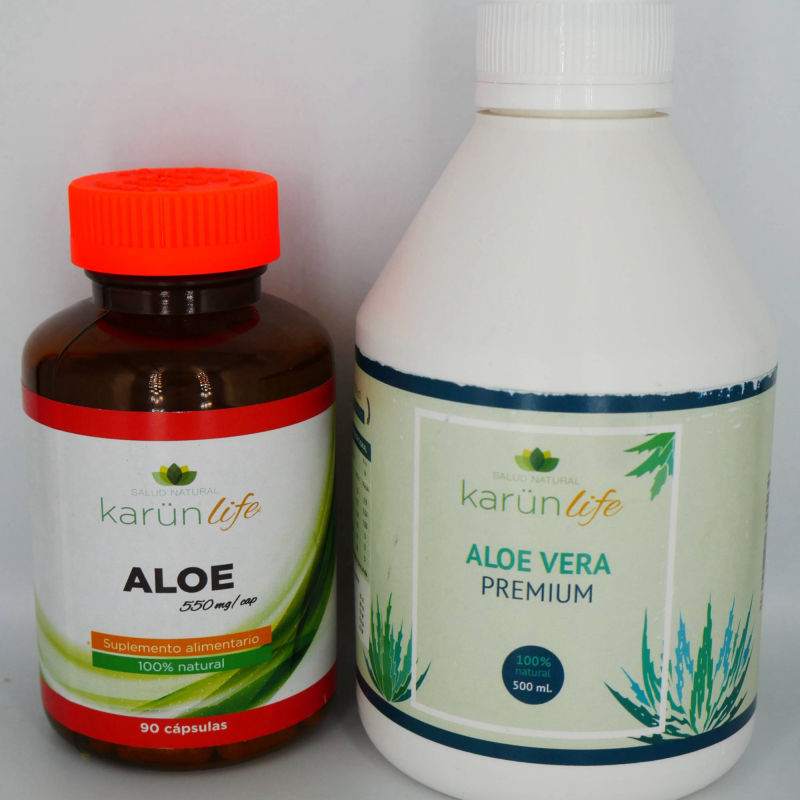 SALUD NATURAL
karün life
ALOE
550 mg/cap
Suplemento alimentario
100% natural
90 cápsulas
SALUD NATURAL
karün life
ALOE VERA
PREMIUM
100%
natural
500 mL